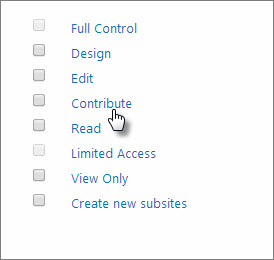 Full Control
Design
Edit
Contribute
Read
Limited Access
View Only
Create new subsites